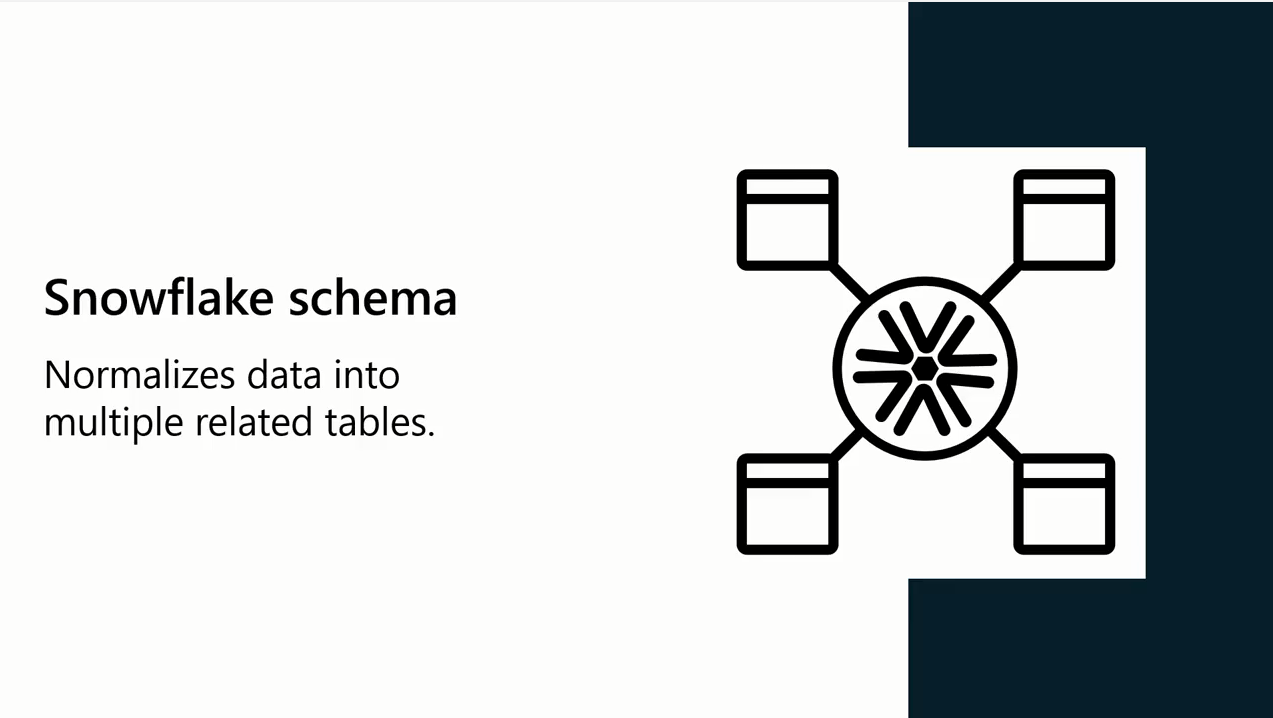 Snowflake schema
Normalizes data into
multiple related tables.